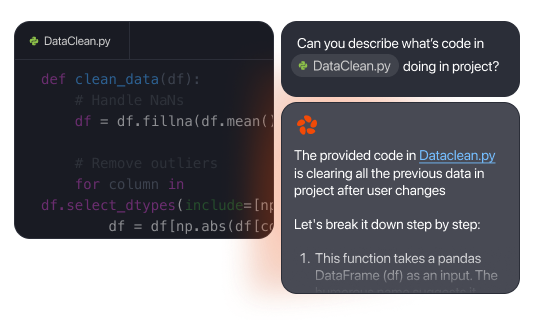 DataClean.py
def clean_data(df):
# Handle NaNs
df = df.fillna(df.mean()
# Remove outliers
for column in
df.select_dtypes(include=[np
df = df[np.abs(df[co
Can you describe what's code in
DataClean.py doing in project?
The provided code in Dataclean.py
is clearing all the previous data in
project after user changes
Let's break it down step by step:
1. This function takes a pandas
DataFrame (df) as an input. The